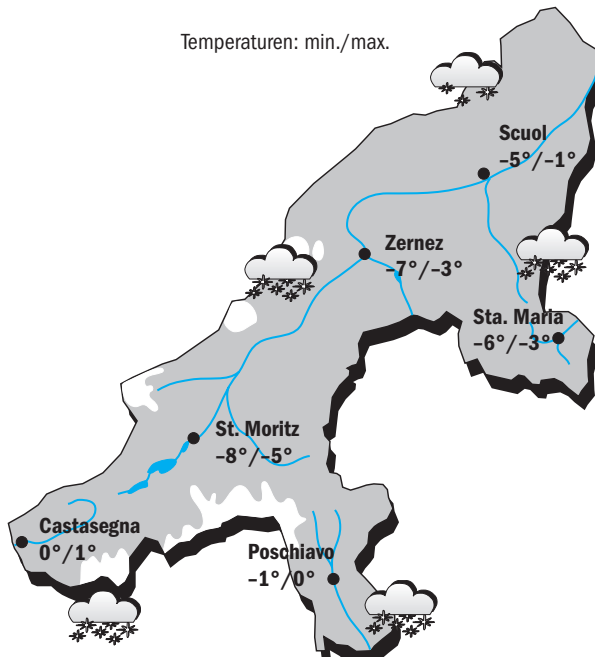 Temperaturen: min./max.
Scuol
–5°/–1°
Zernez
–7°/–3°
Sta. Maria
–6°/–3°
St. Moritz
–8°/–5°
Castasegna
0°/1°
Poschiavo
–1°/0°